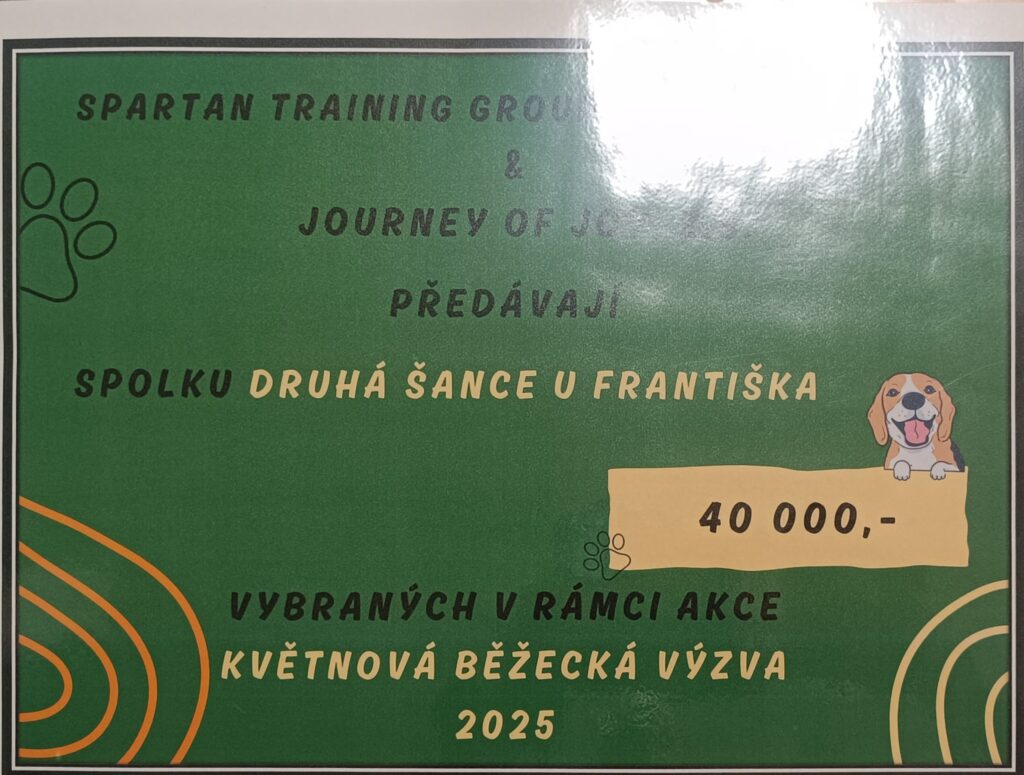 SPARTAN TRAINING
&
JOURNEY OF
PŘEDÁVAJÍ
SPOLKU DRUHÁ ŠANCE U FRANTIŠKA
40 000,-
VYBRANÝCH V RÁMCI AKCE
KVĚTNOVÁ BĚŽECKÁ VÝZVA
2025